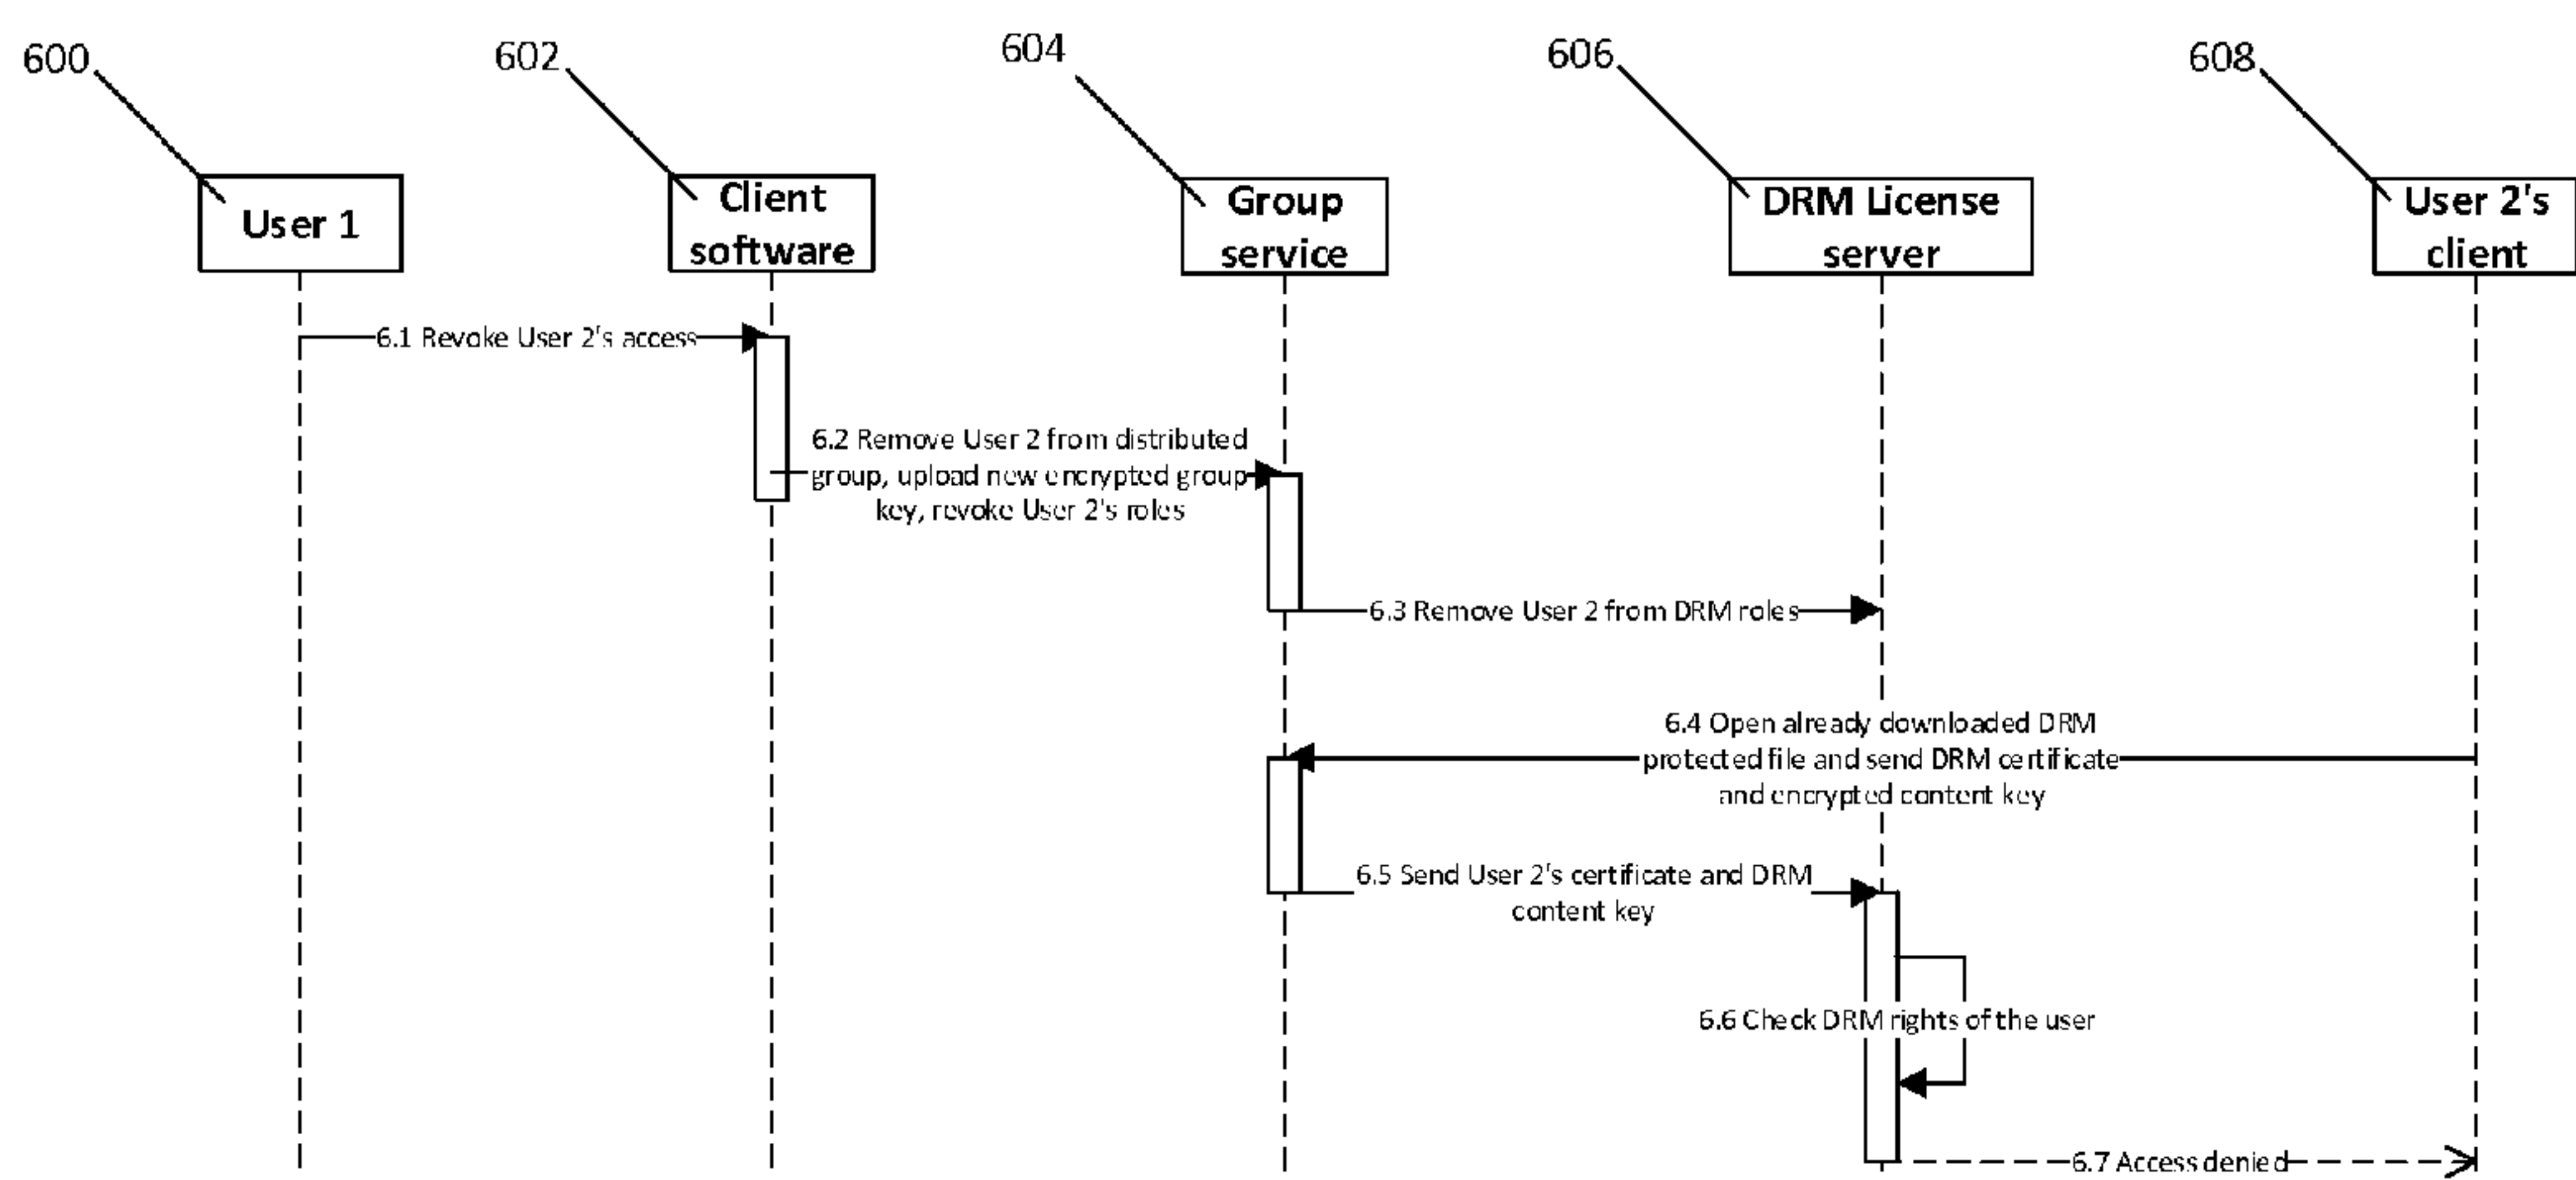 600
602
604
606
608
User 1
Client
software
Group
service
DRM License
server
User 2's
client
6.1 Revoke User 2's access
6.2 Remove User 2 from distributed
group, upload new encrypted group
key, revoke User 2's roles
6.3 Remove User 2 from DRM roles
6.4 Open already downloaded DRM
protected file and send DRM certificate
and encrypted content key
6.5 Send User 2's certificate and DRM
content key
6.6 Check DRM rights of the user
6.7 Access denied